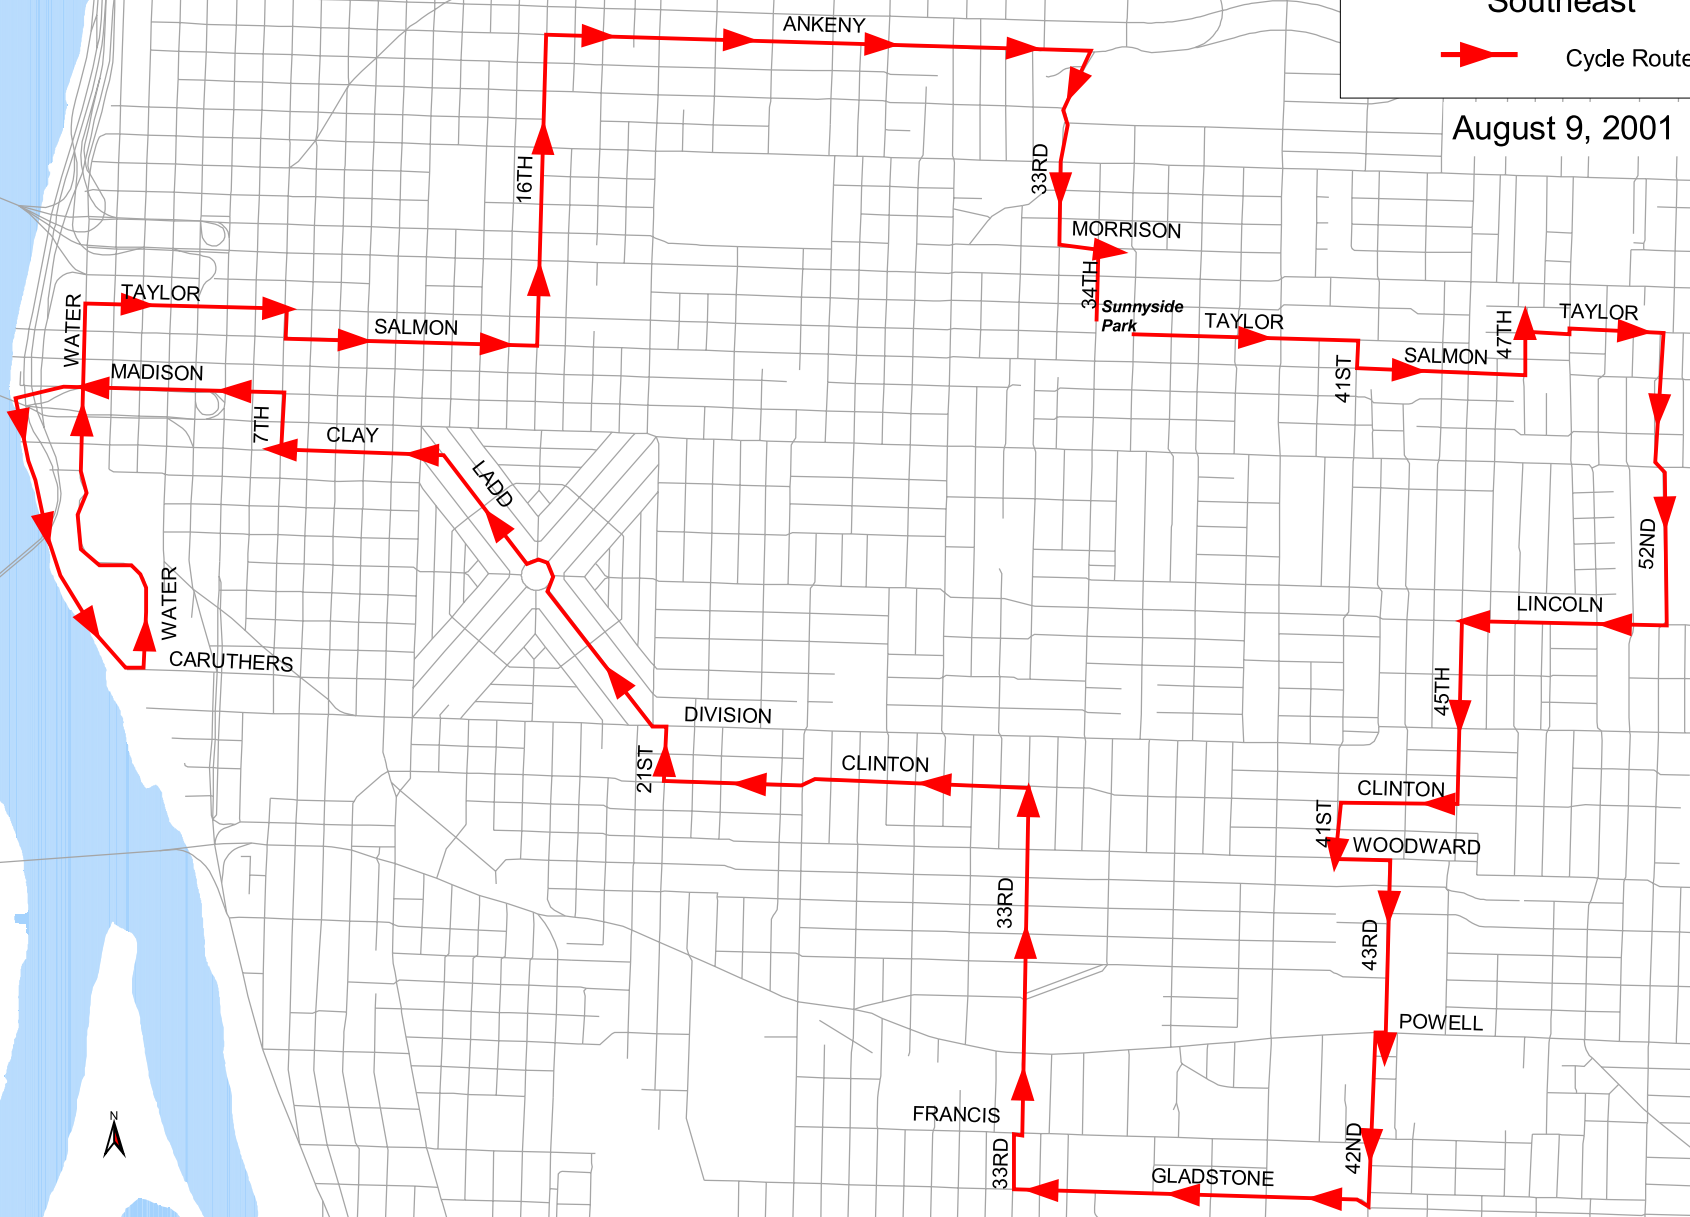 Southeast
Cycle Route
August 9, 2001
ANKENY
16TH
33RD
MORRISON
34TH
Sunnyside
Park
TAYLOR
WATER
TAYLOR
SALMON
MADISON
7TH
CLAY
LADD
TAYLOR
41ST
SALMON
47TH
52ND
LINCOLN
45TH
WATER
CARUTHERS
DIVISION
21ST
CLINTON
CLINTON
41ST
WOODWARD
33RD
43RD
POWELL
FRANCIS
33RD
42ND
GLADSTONE
N